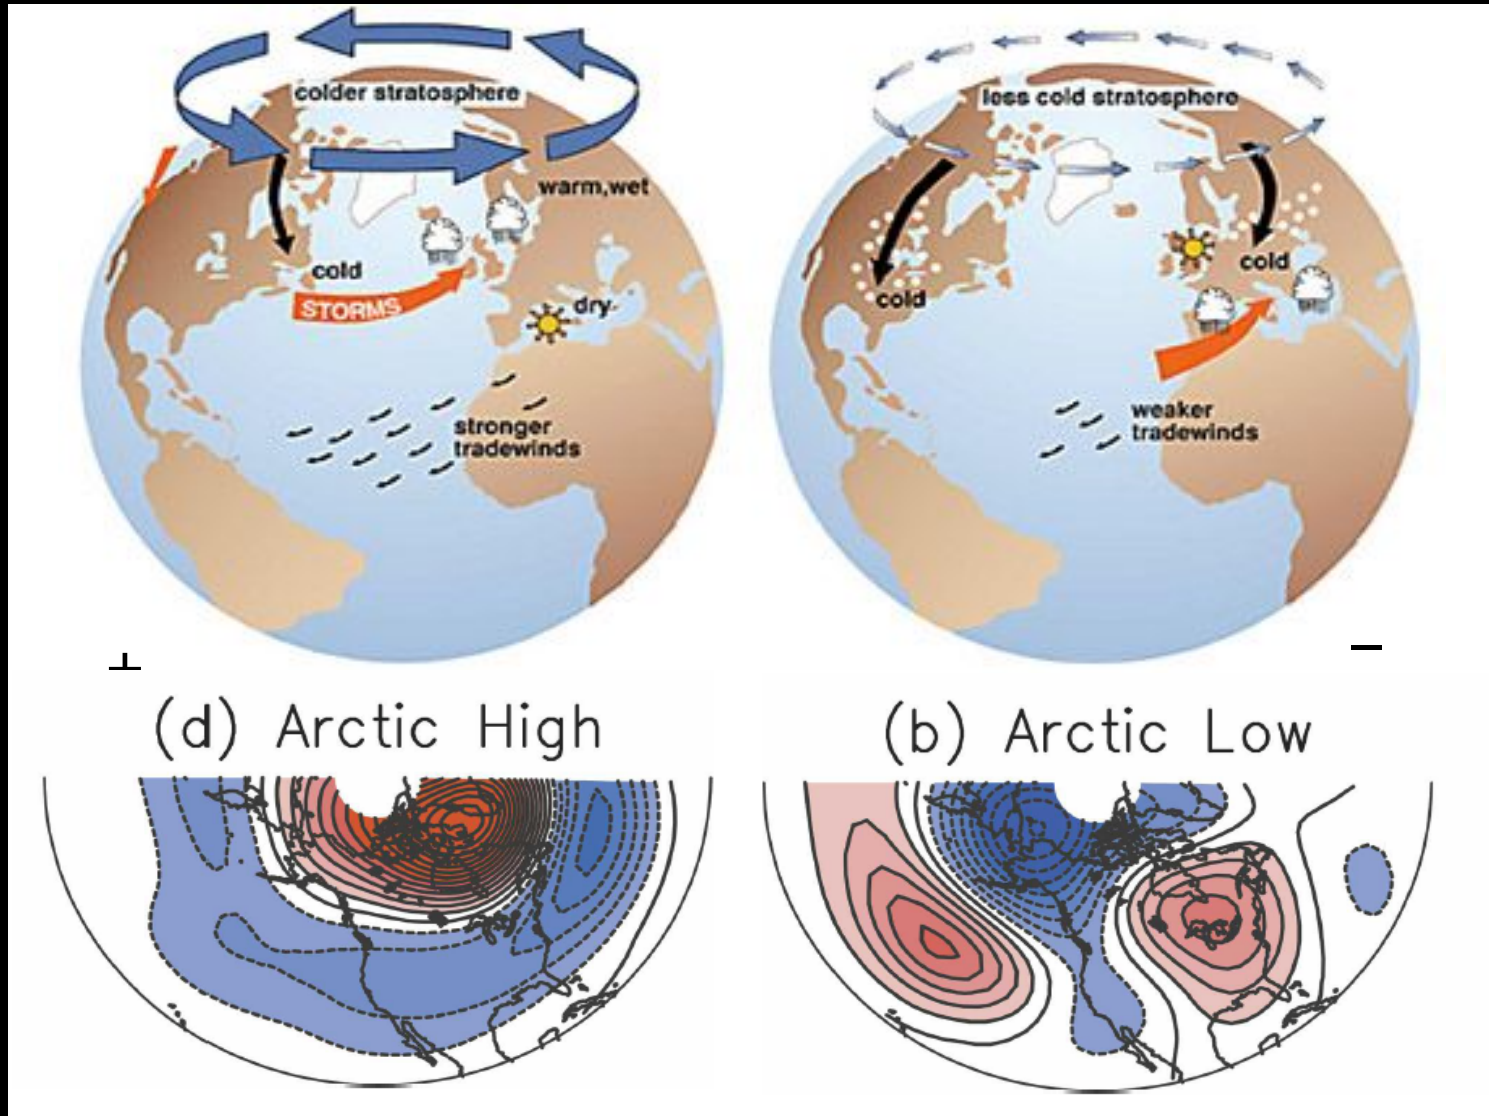 colder stratosphere
warm,wet
cold
STORMS
dry
stronger
tradewinds
less cold stratosphere
cold
cold
weaker
tradewinds
(d) Arctic High
(b) Arctic Low